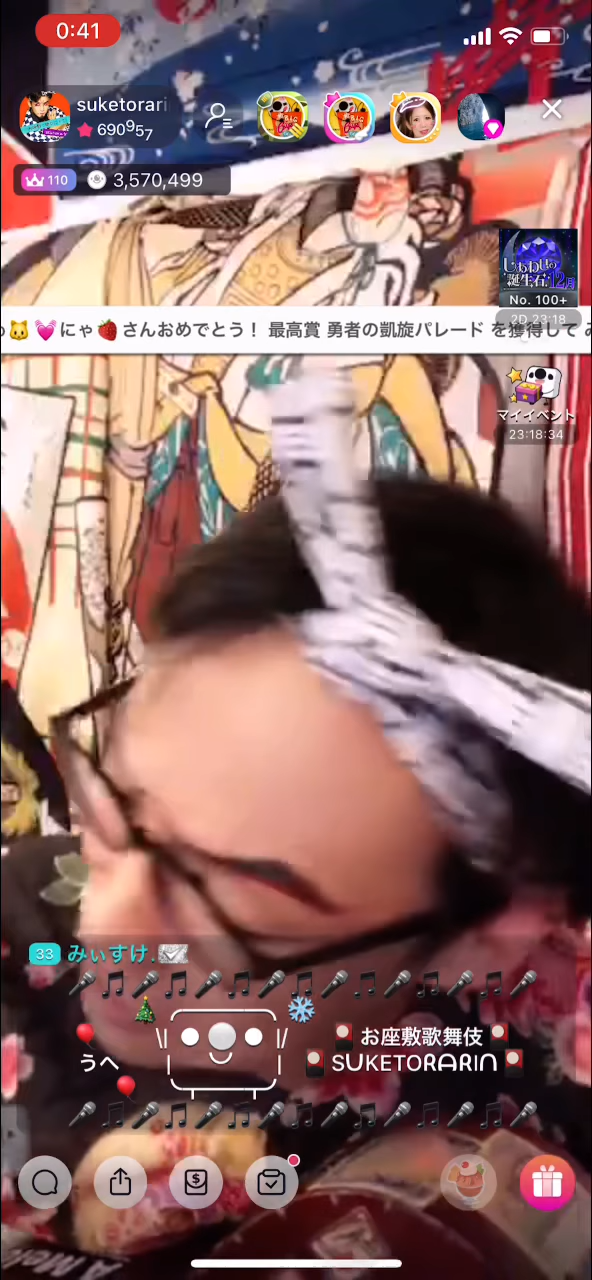 0:41
suketorari
690957
110 3,570,499
しあわせの
誕生石 12月
No. 100+
2D 23:18
にゃ🍓さんおめでとう！ 最高賞 勇者の凱旋パレード を獲得して
マイイベント
23:18:34
33 みぃすけ.
お座敷歌舞伎
うへ
SUKETORARIN